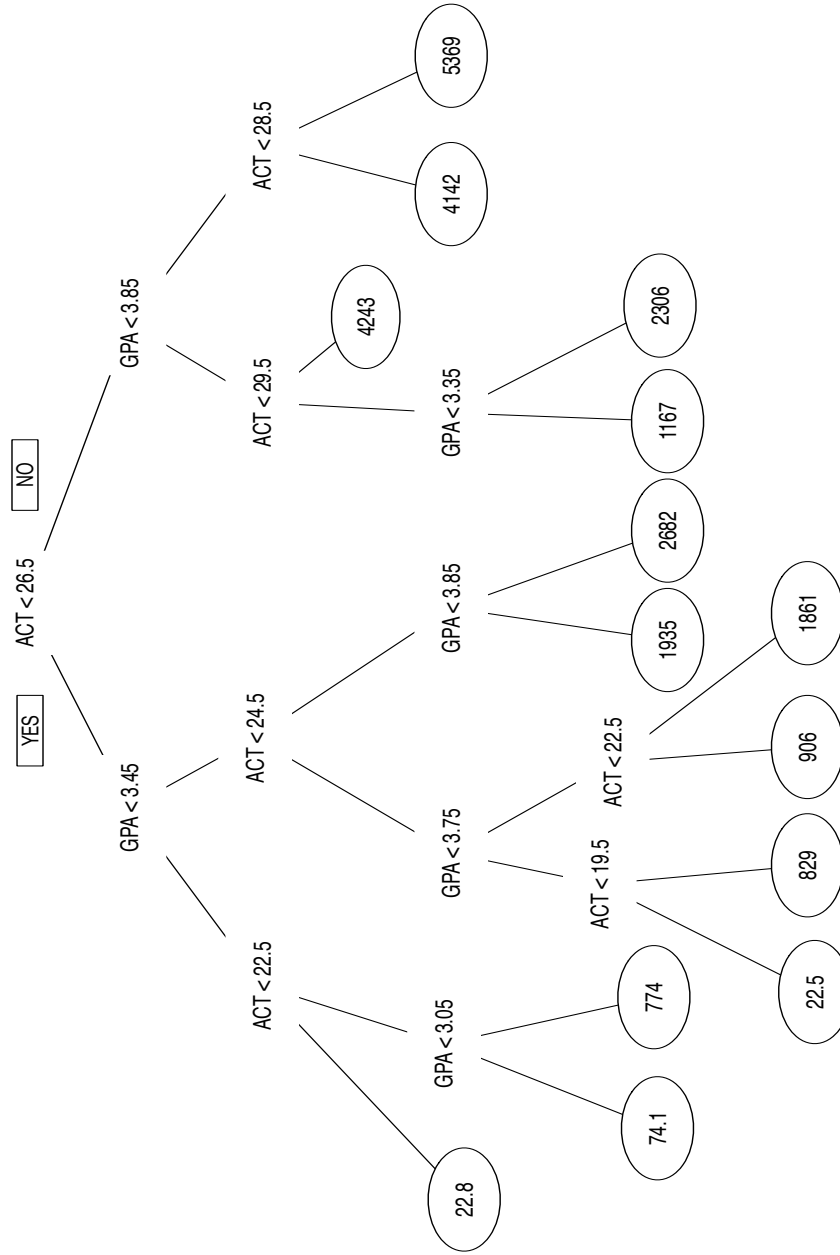 YES
NO
ACT < 26.5
GPA < 3.45
GPA < 3.85
ACT < 22.5
ACT < 24.5
ACT < 29.5
ACT < 28.5
4243
22.8
GPA < 3.05
GPA < 3.75
GPA < 3.85
GPA < 3.35
4142
5369
74.1
774
ACT < 19.5
ACT < 22.5
1935
2682
1167
2306
22.5
829
906
1861